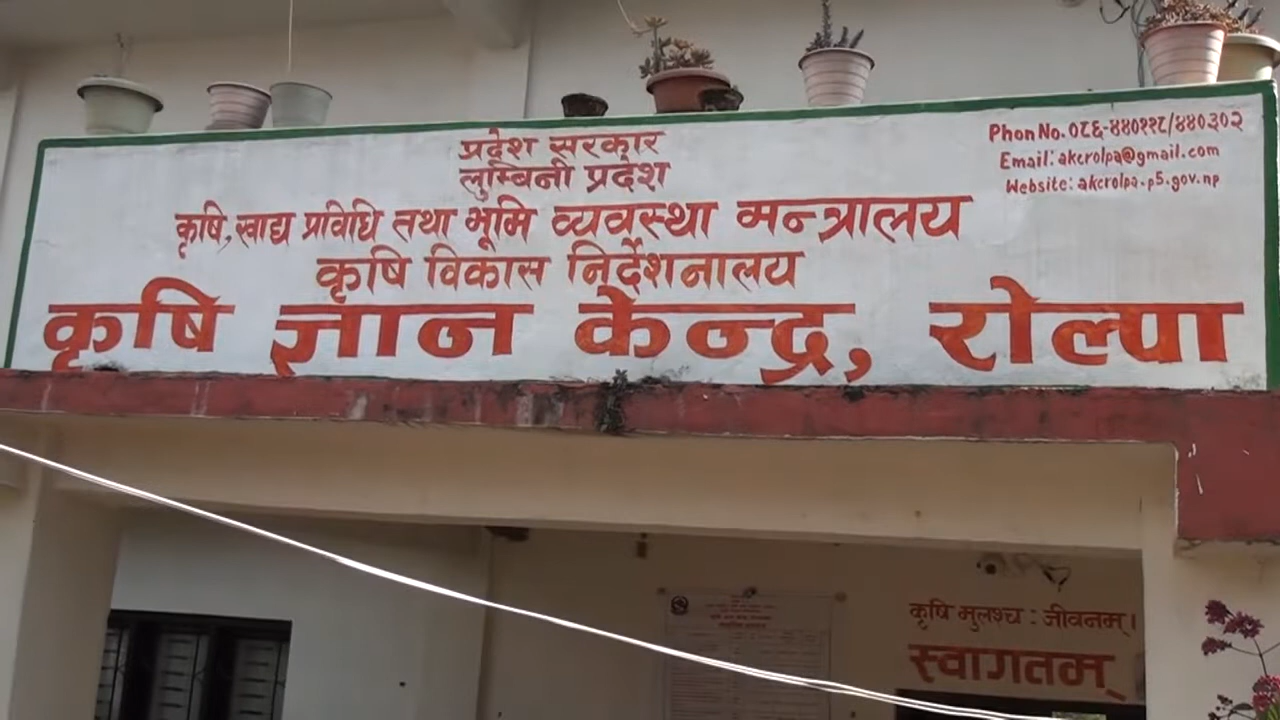 प्रदेश सरकार
लुम्बिनी प्रदेश
कृषि, खाद्य प्रविधि तथा भूमि व्यवस्था मन्त्रालय
कृषि विकास निर्देशनालय
कृषि ज्ञान केन्द्र, रोल्पा
Phon No. ०८६-४४०११८/४४०३०२
Email: akcrolpa@gmail.com
Website: akcrolpa.p5.gov.np
कृषि मुलश्च : जीवनम्।
स्वागतम्